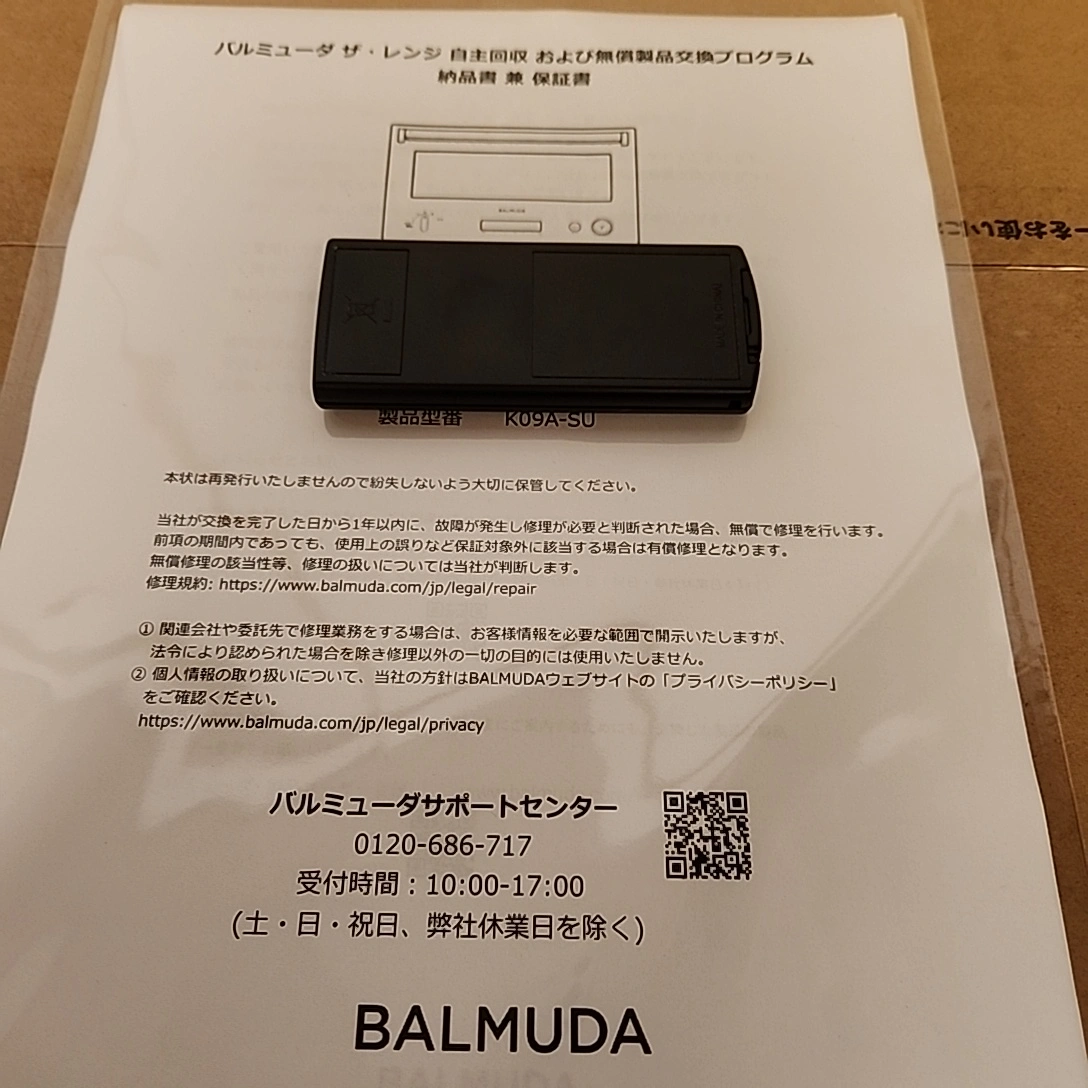 バルミューダ ザ・レンジ 自主回収 および無償製品交換プログラム
納品書 兼 保証書
BALMUDA
MADE IN CHINA
製品型番 K09A-SU
本状は再発行いたしませんので紛失しないよう大切に保管してください。
当社が交換を完了した日から1年以内に、故障が発生し修理が必要と判断された場合、無償で修理を行います。
前項の期間内であっても、使用上の誤りなど保証対象外に該当する場合は有償修理となります。
無償修理の該当性等、修理の扱いについては当社が判断します。
修理規約: https://www.balmuda.com/jp/legal/repair
① 関連会社や委託先で修理業務をする場合は、お客様情報を必要な範囲で開示いたしますが、
法令により認められた場合を除き修理以外の一切の目的には使用いたしません。
② 個人情報の取り扱いについて、当社の方針はBALMUDAウェブサイトの「プライバシーポリシー」
をご確認ください。
https://www.balmuda.com/jp/legal/privacy
バルミューダサポートセンター
0120-686-717
受付時間：10:00-17:00
(土・日・祝日、弊社休業日を除く)
BALMUDA
ーをお使いに